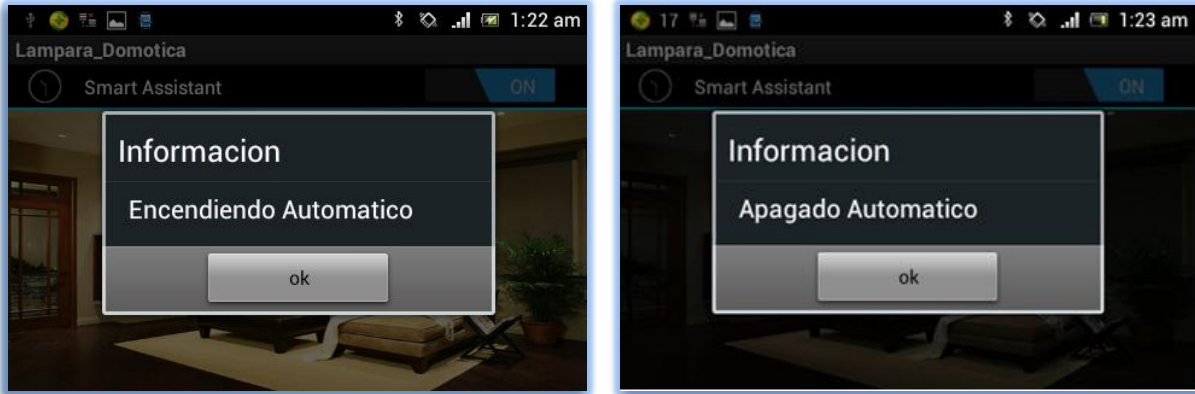 1:22 am
Lampara_Domotica
Smart Assistant
ON
Informacion
Encendiendo Automatico
ok
17
1:23 am
Lampara_Domotica
Smart Assistant
ON
Informacion
Apagado Automatico
ok